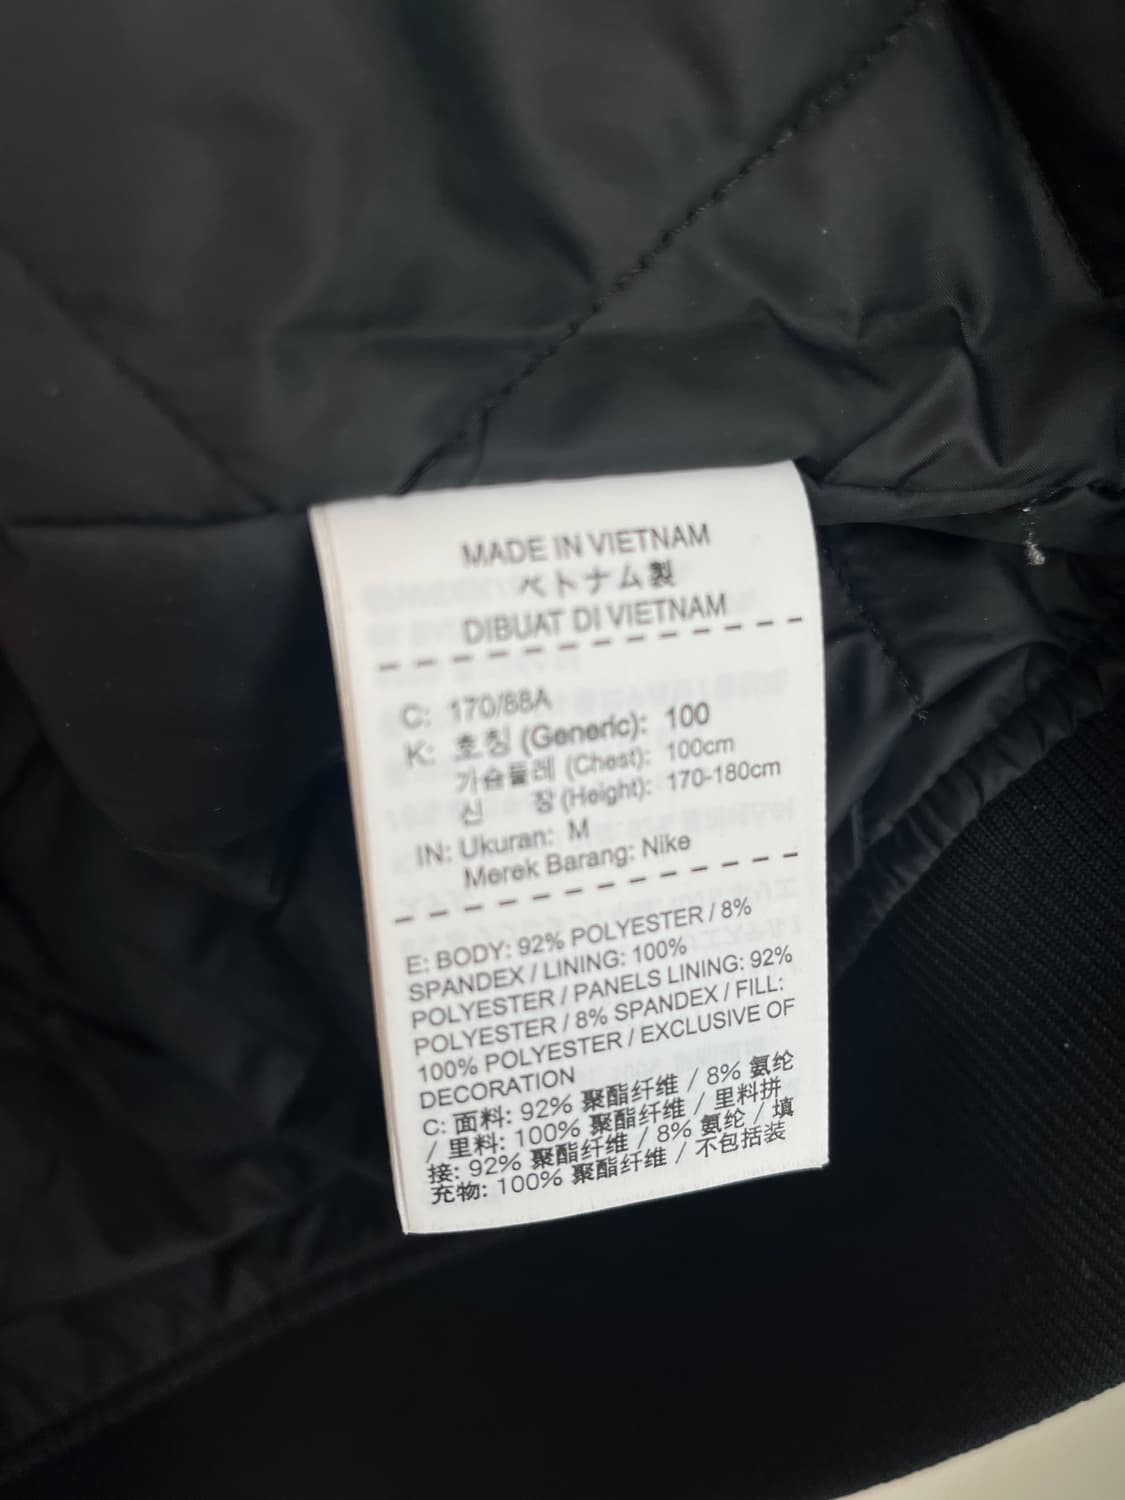 MADE IN VIETNAM
ベトナム製
DIBUAT DI VIETNAM
C: 170/88A
K: 호칭 (Generic): 100
가슴둘레 (Chest): 100cm
신 장 (Height): 170-180cm
IN: Ukuran: M
Merek Barang: Nike
E: BODY: 92% POLYESTER / 8%
SPANDEX / LINING: 100%
POLYESTER / PANELS LINING: 92%
POLYESTER / 8% SPANDEX / FILL:
100% POLYESTER / EXCLUSIVE OF
DECORATION
C: 面料: 92% 聚酯纤维 / 8% 氨纶
/ 里料: 100% 聚酯纤维 / 里料拼
接: 92% 聚酯纤维 / 8% 氨纶 / 填
充物: 100% 聚酯纤维 / 不包括装